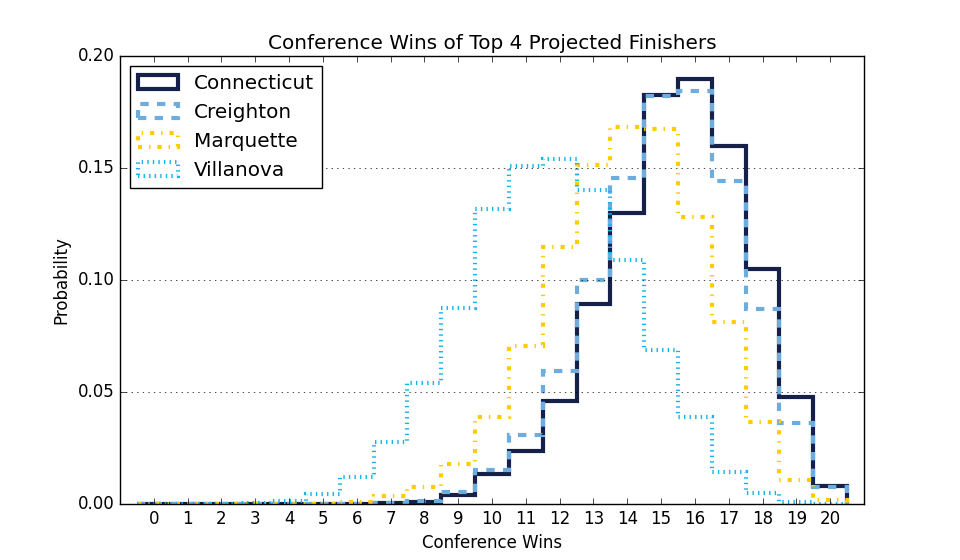 Conference Wins of Top 4 Projected Finishers
0.20
Connecticut
Creighton
Marquette
Villanova
0.15
0.10
0.05
0.00
Probability
0 1 2 3 4 5 6 7 8 9 10 11 12 13 14 15 16 17 18 19 20
Conference Wins